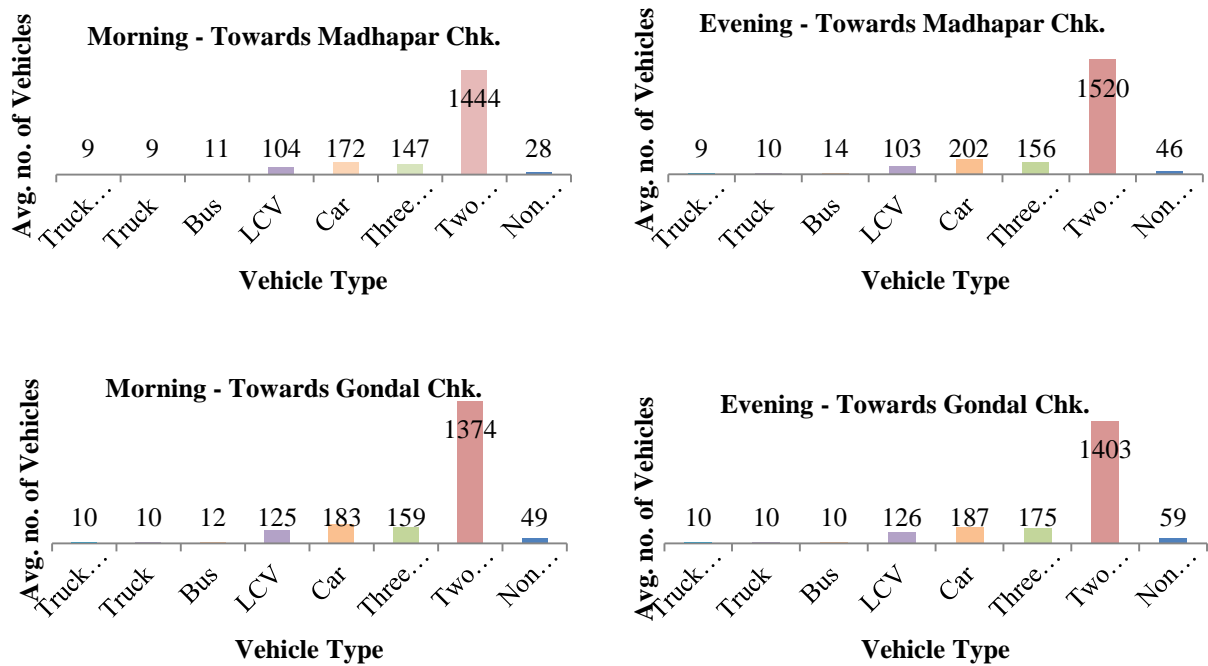 Morning - Towards Madhapar Chk.
Avg. no. of Vehicles
9 9 11 104 172 147 1444 28
Truck… Truck Bus LCV Car Three… Two… Non…
Vehicle Type
Evening - Towards Madhapar Chk.
Avg. no. of Vehicles
9 10 14 103 202 156 1520 46
Truck… Truck Bus LCV Car Three… Two… Non…
Vehicle Type
Morning - Towards Gondal Chk.
Avg. no. of Vehicles
10 10 12 125 183 159 1374 49
Truck… Truck Bus LCV Car Three… Two… Non…
Vehicle Type
Evening - Towards Gondal Chk.
Avg. no. of Vehicles
10 10 10 126 187 175 1403 59
Truck… Truck Bus LCV Car Three… Two… Non…
Vehicle Type